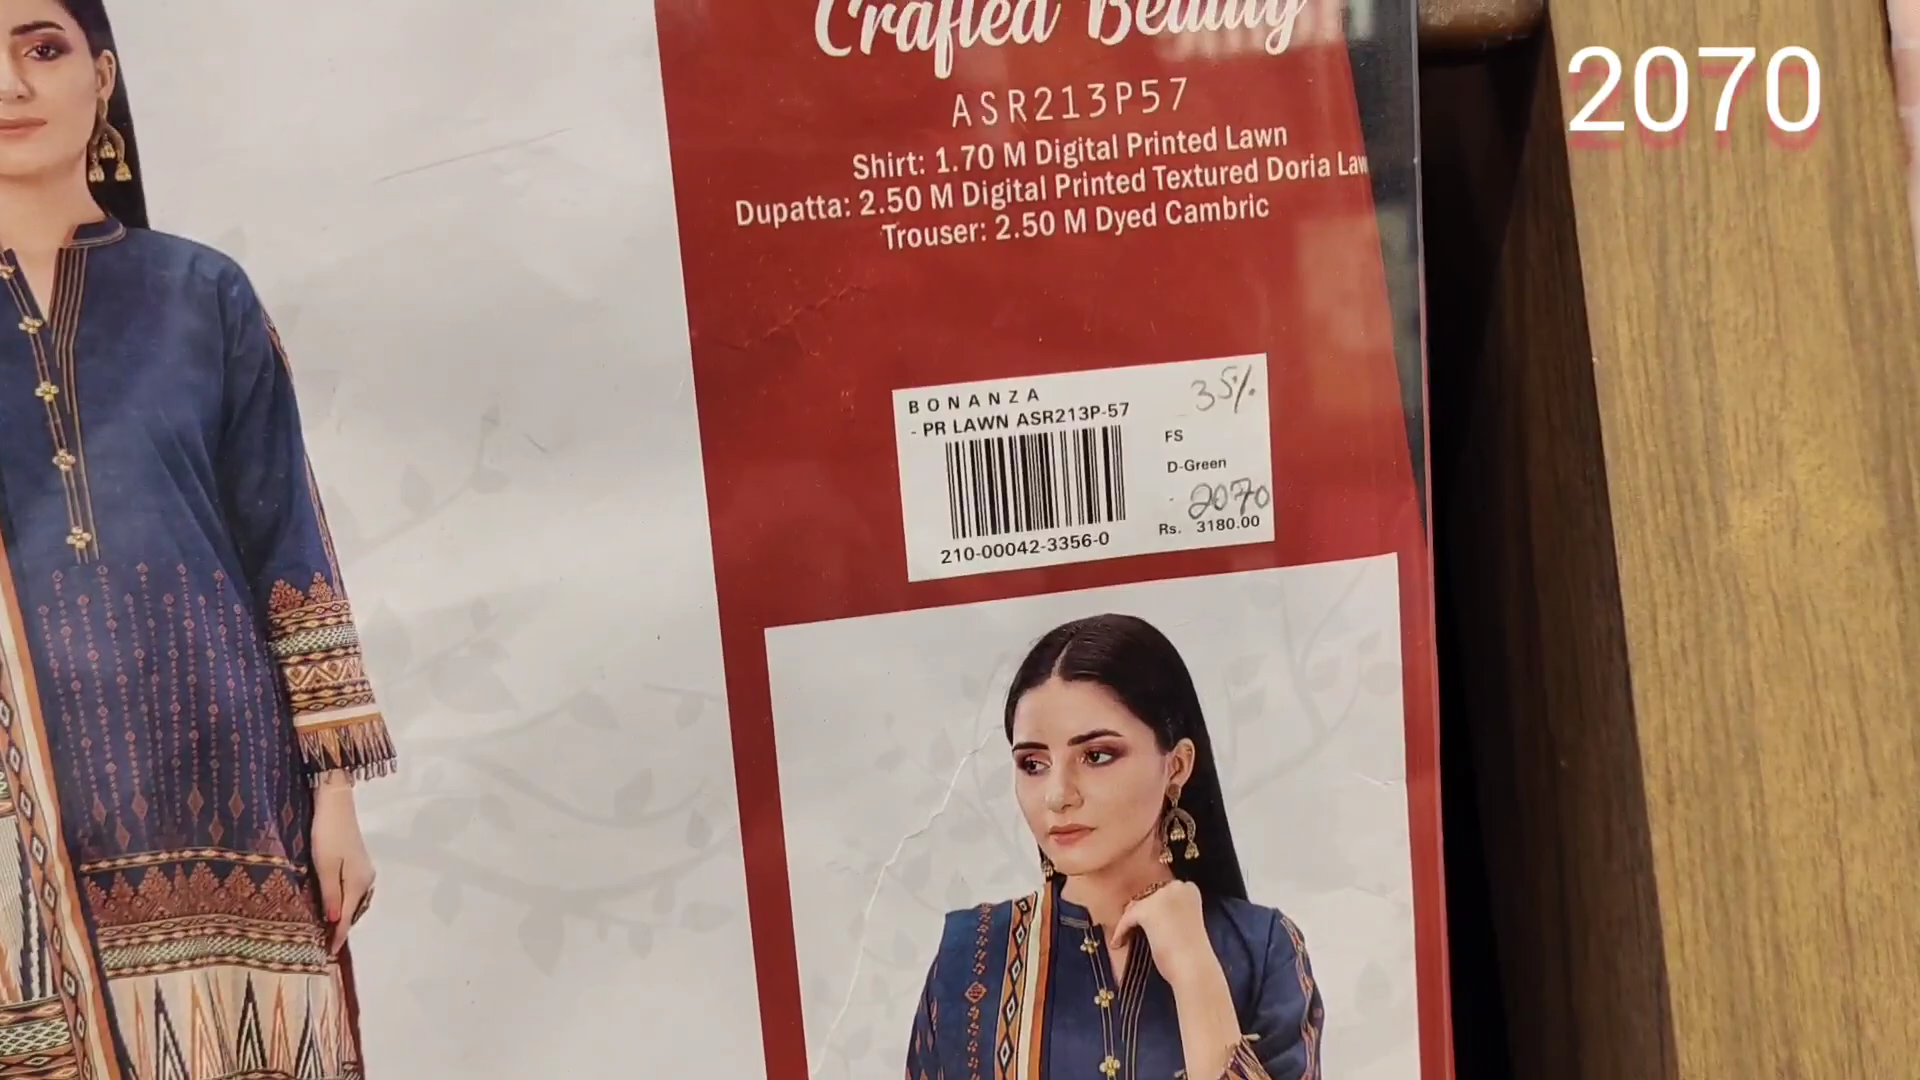 Crafted Beauty
2070
ASR213P57
Shirt: 1.70 M Digital Printed Lawn
Dupatta: 2.50 M Digital Printed Textured Doria Law
Trouser: 2.50 M Dyed Cambric
BONANZA
35%
- PR LAWN ASR213P-57
FS
D-Green
2070
Rs. 3180.00
210-00042-3356-0